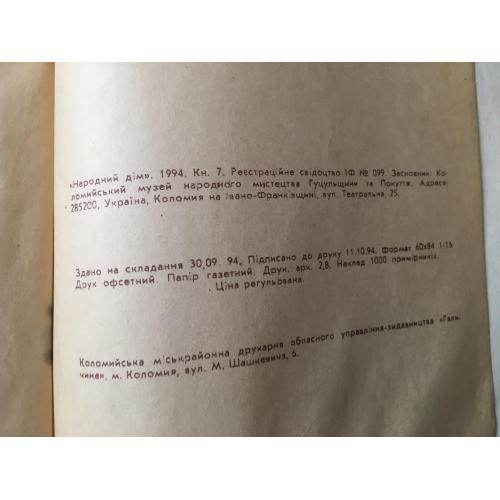 «Народний дім». 1994. Кн. 7. Реєстраційне свідоцтво ІФ № 099. Засновник: Ко-
ломийський музей народного мистецтва Гуцульщини та Покуття. Адреса:
285200, Україна, Коломия на Івано-Франківщині, вул. Театральна, 25.
Здано на складання 30.09. 94. Підписано до друку 11.10.94. Формат 60х84 1-16
Друк офсетний. Папір газетний. Друк. арк. 2,8. Наклад 1000 примірників.
Ціна регульована.
Коломийська міськрайонна друкарня обласного управління-видавництва «Гали-
чина», м. Коломия, вул. М. Шашкевича, 6.